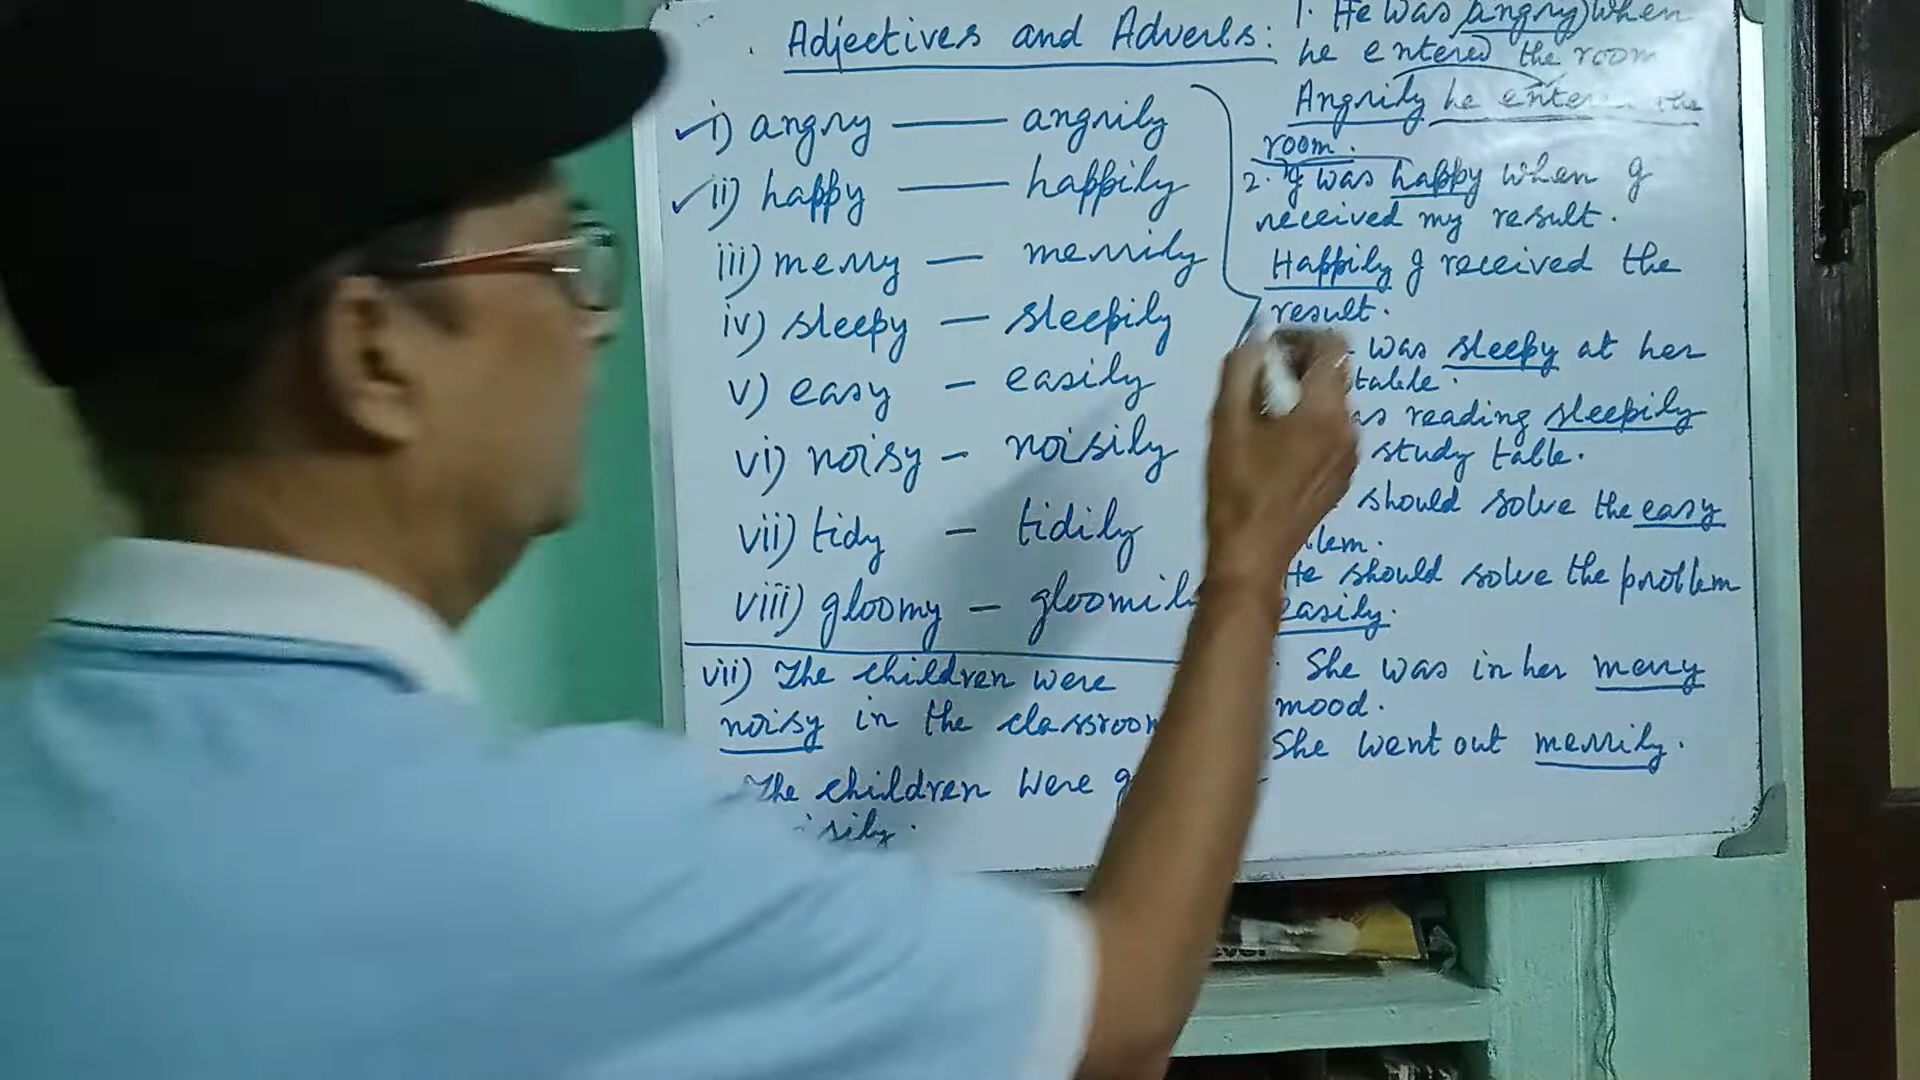 Adjectives and Adverbs:
i) angry — angrily
ii) happy — happily
iii) merry — merrily
iv) sleepy — sleepily
v) easy — easily
vi) noisy — noisily
vii) tidy — tidily
viii) gloomy — gloomily
vii) The children were
noisy in the classroom
The children were
1. He was angry when
he entered the room
Angrily he entered the
room.
2. I was happy when I
received my result.
Happily I received the
result.
was sleepy at her
table.
reading sleepily
study table.
should solve the easy
He should solve the problem
easily.
She was in her merry
mood.
She went out merrily.